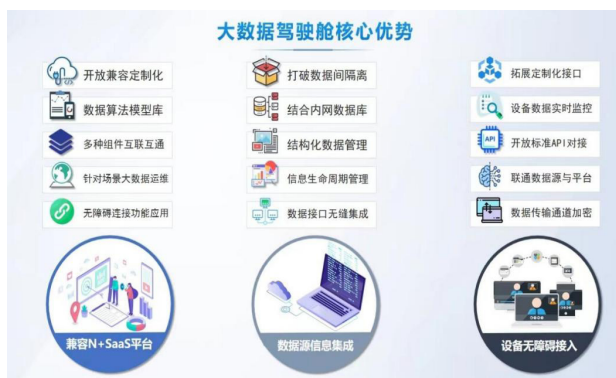 大数据驾驶舱核心优势
开放兼容定制化
数据算法模型库
多种组件互联互通
针对场景大数据运维
无障碍连接功能应用
兼容N+SaaS平台
打破数据间隔离
结合内网数据库
结构化数据管理
信息生命周期管理
数据接口无缝集成
数据源信息集成
拓展定制化接口
设备数据实时监控
API
开放标准API对接
联通数据源与平台
数据传输通道加密
设备无障碍接入